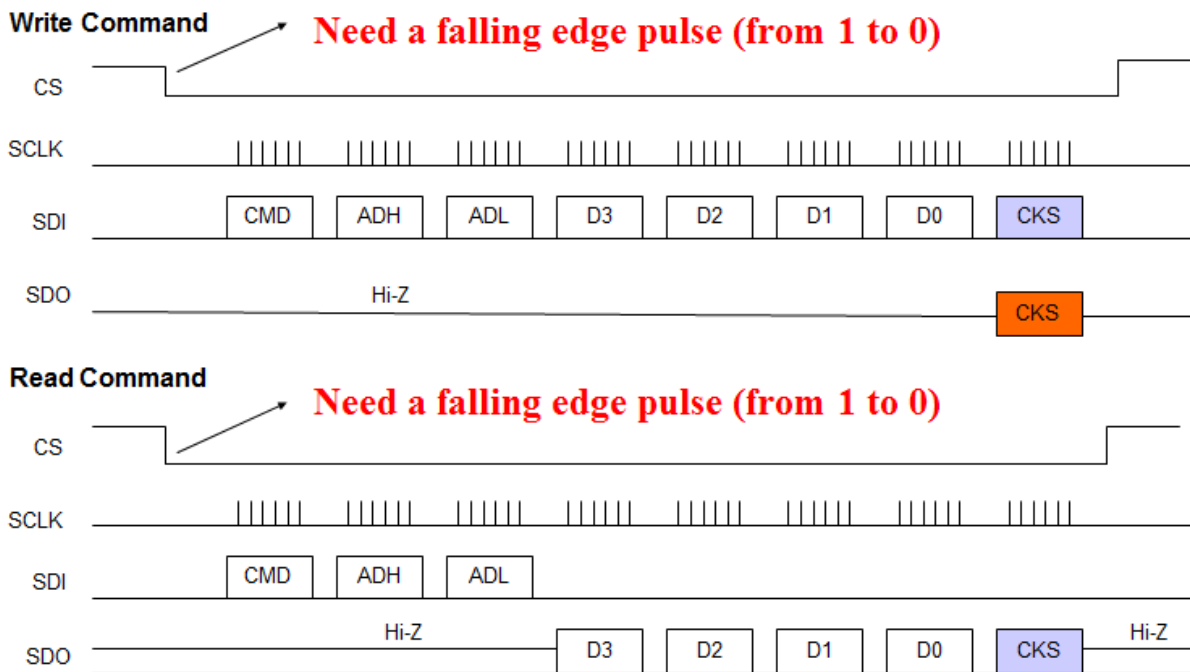 Write Command
Need a falling edge pulse (from 1 to 0)
CS
SCLK
SDI CMD ADH ADL D3 D2 D1 D0 CKS
SDO Hi-Z CKS
Read Command
Need a falling edge pulse (from 1 to 0)
CS
SCLK
SDI CMD ADH ADL
SDO Hi-Z D3 D2 D1 D0 CKS Hi-Z